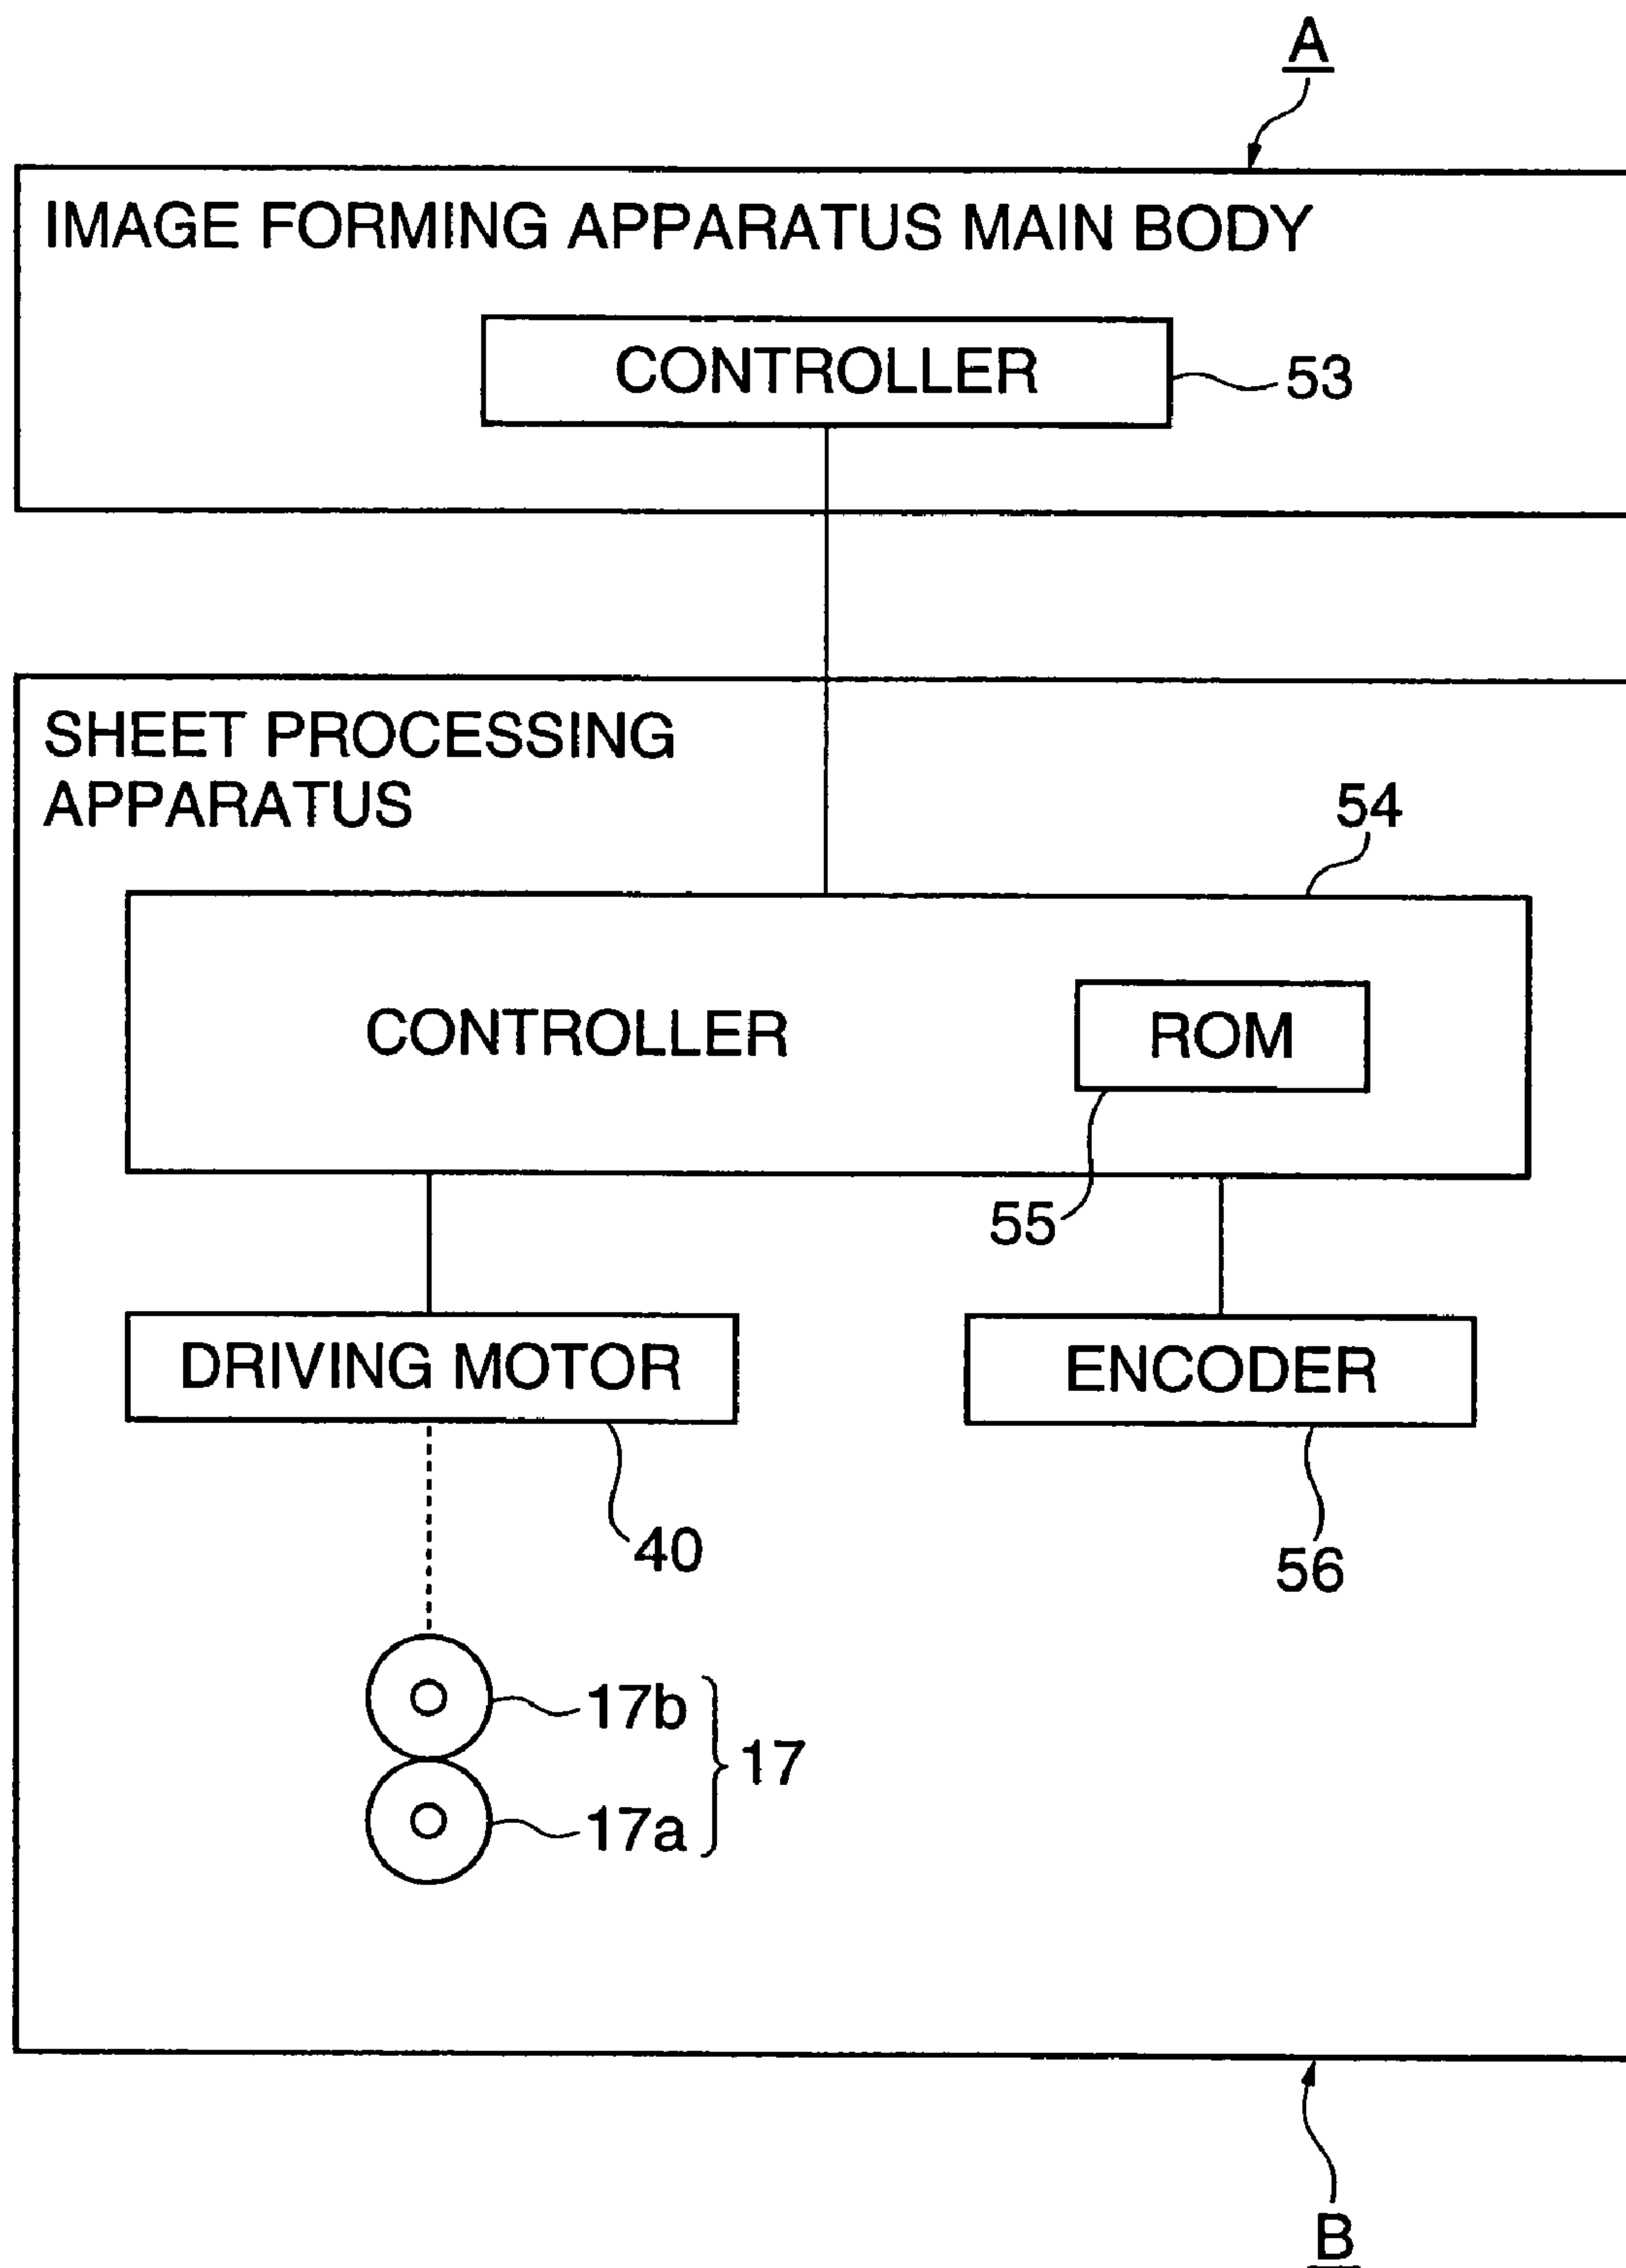 A
IMAGE FORMING APPARATUS MAIN BODY
CONTROLLER
53
SHEET PROCESSING
APPARATUS
54
CONTROLLER
ROM
55
DRIVING MOTOR
ENCODER
40
56
17b
17
17a
B